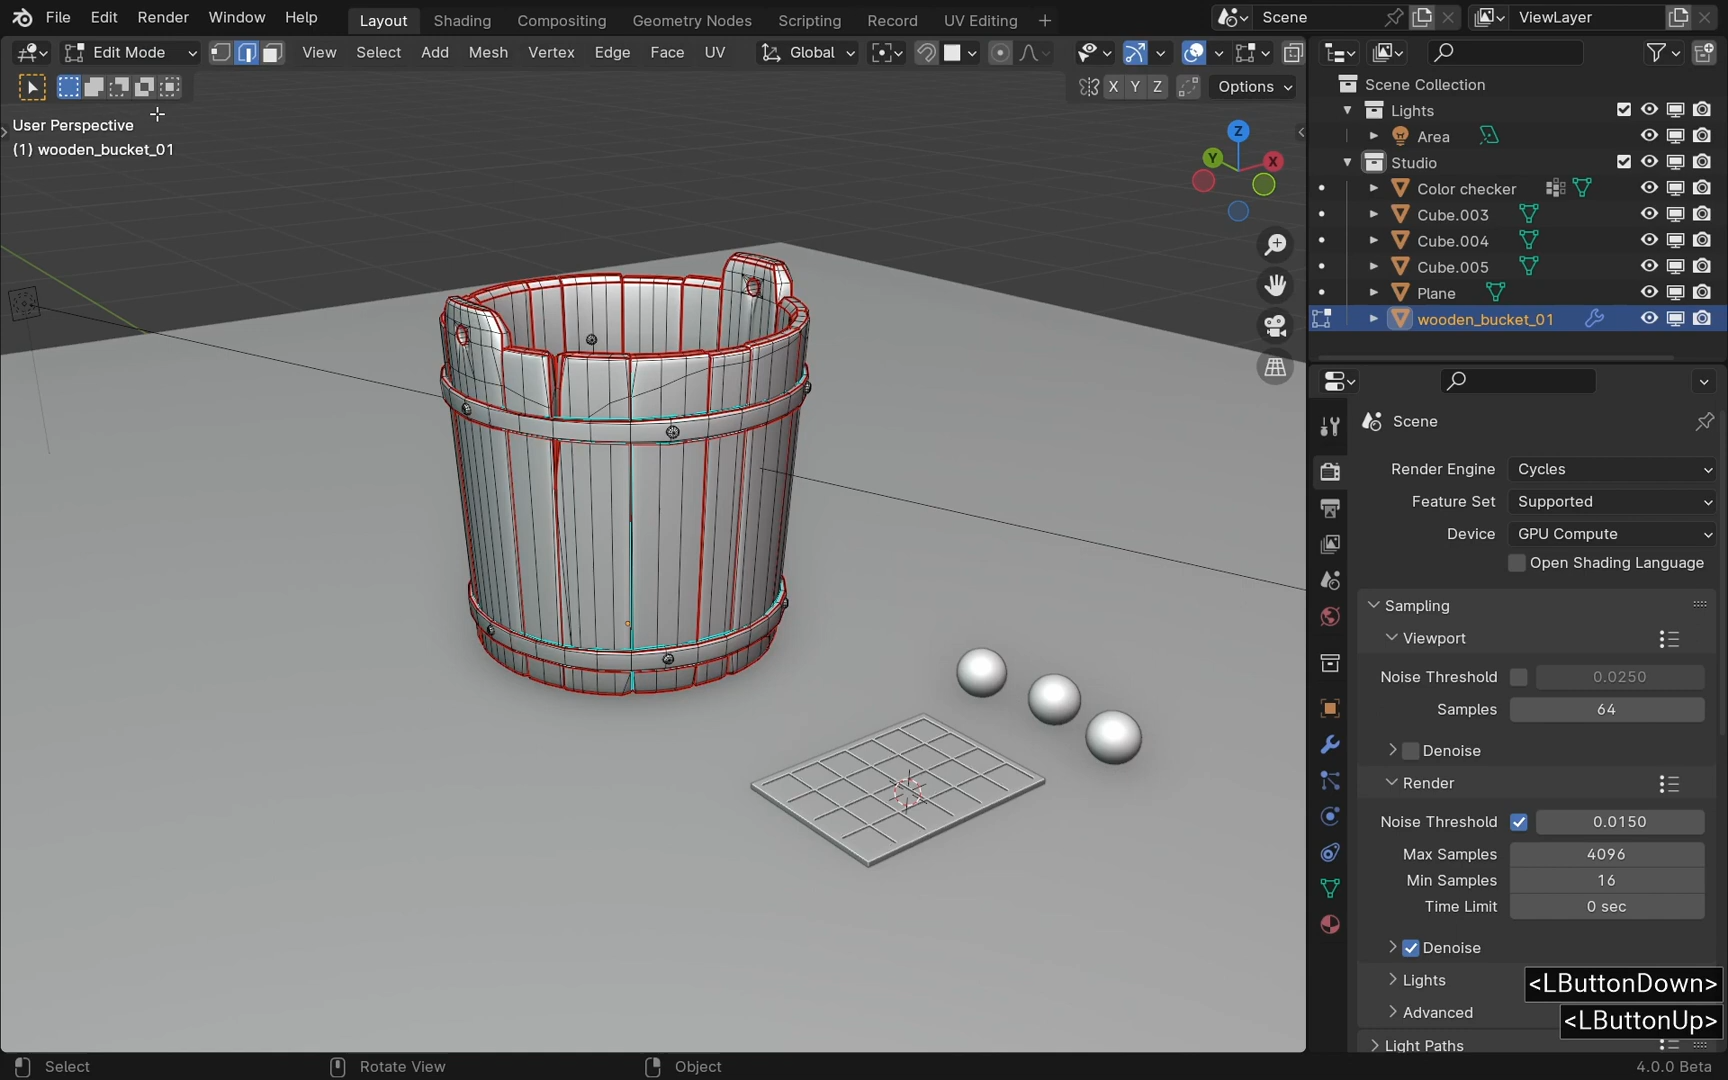 File Edit Render Window Help Layout Shading Compositing Geometry Nodes Scripting Record UV Editing + Scene ViewLayer
Edit Mode View Select Add Mesh Vertex Edge Face UV Global
X Y Z Options
User Perspective
(1) wooden_bucket_01
Z
Y X
Scene Collection
Lights
Area
Studio
Color checker
Cube.003
Cube.004
Cube.005
Plane
wooden_bucket_01
Scene
Render Engine Cycles
Feature Set Supported
Device GPU Compute
Open Shading Language
Sampling
Viewport
Noise Threshold 0.0250
Samples 64
Denoise
Render
Noise Threshold 0.0150
Max Samples 4096
Min Samples 16
Time Limit 0 sec
Denoise
Lights
<LButtonDown>
Advanced
<LButtonUp>
Light Paths
Select Rotate View Object 4.0.0 Beta